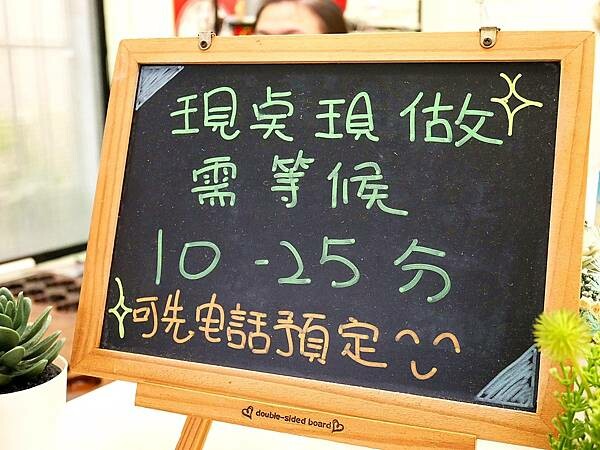 現点現做
需等候
10-25分
可先电話預定
double-sided board